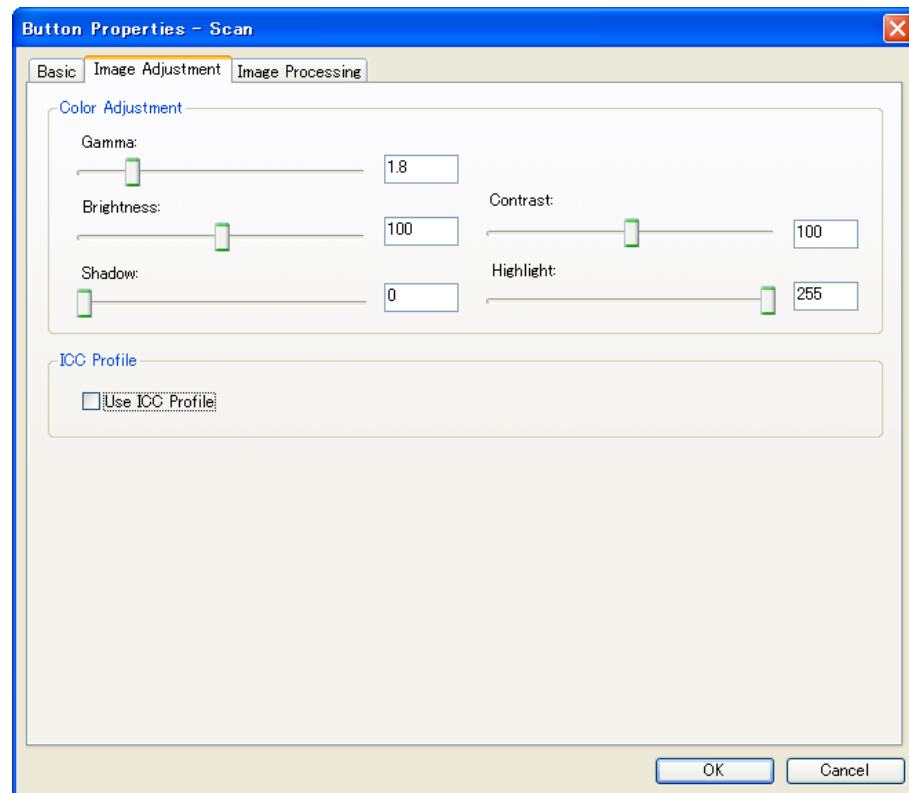 Button Properties - Scan
Basic Image Adjustment Image Processing
Color Adjustment
Gamma:
1.8
Brightness:
100
Contrast:
100
Shadow:
0
Highlight:
255
ICC Profile
Use ICC Profile
OK Cancel